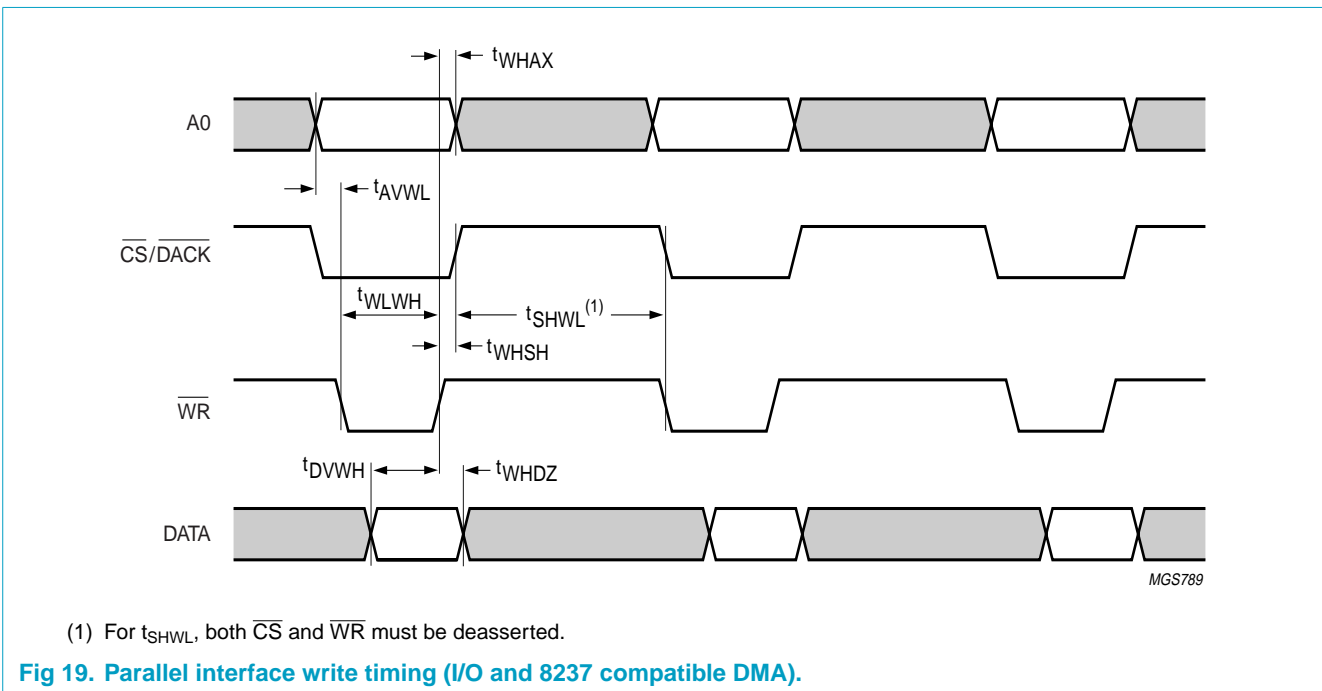 tWHAX
A0
tAVWL
CS/DACK
tWLWH
tSHWL(1)
tWHSH
WR
tDVWH
tWHDZ
DATA
MGS789
(1) For tSHWL, both CS and WR must be deasserted.
Fig 19. Parallel interface write timing (I/O and 8237 compatible DMA).